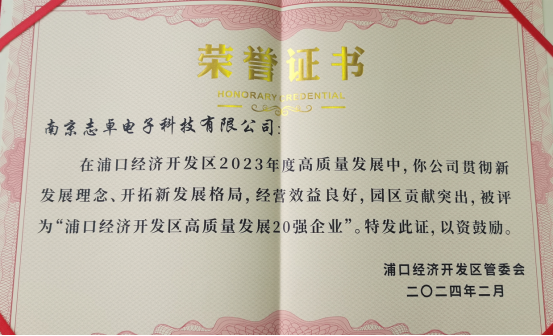 荣誉证书
HONORARY CREDENTIAL
南京志卓电子科技有限公司：
在浦口经济开发区2023年度高质量发展中，你公司贯彻新
发展理念、开拓新发展格局，经营效益良好，园区贡献突出，被评
为“浦口经济开发区高质量发展20强企业”。特发此证，以资鼓励。
浦口经济开发区管委会
二〇二四年二月